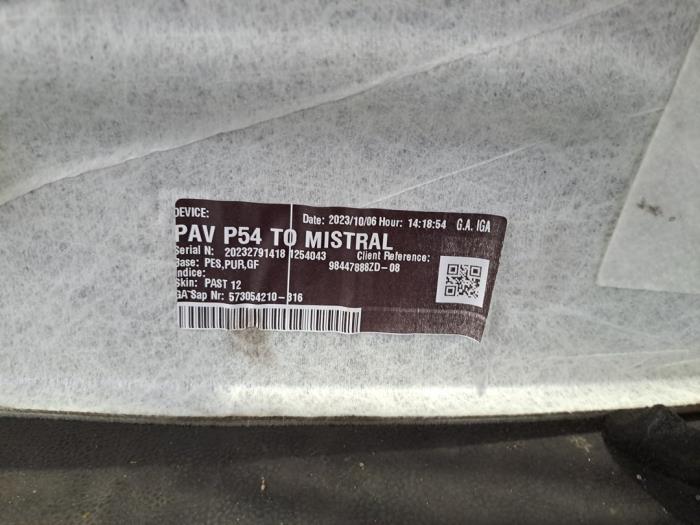 DEVICE:
Date: 2023/10/06 Hour: 14:18:54 G.A. IGA
PAV P54 TO MISTRAL
Serial N: 20232791418 1254043 Client Reference:
Base: PES,PUR,GF 98447888ZD-08
Indice:
Skin: PAST 12
GA Sap Nr: 573054210-816